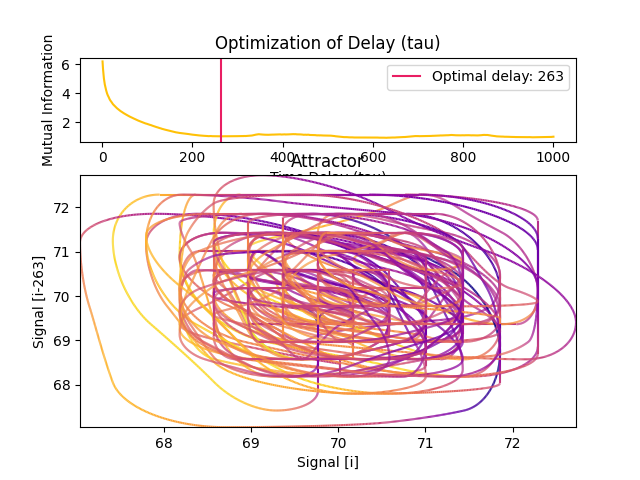 Optimization of Delay (tau)
Mutual Information
6
4
2
Optimal delay: 263
0 200 400 600 800 1000
Time Delay (tau)
Attractor
Signal [i-263]
72
71
70
69
68
68 69 70 71 72
Signal [i]